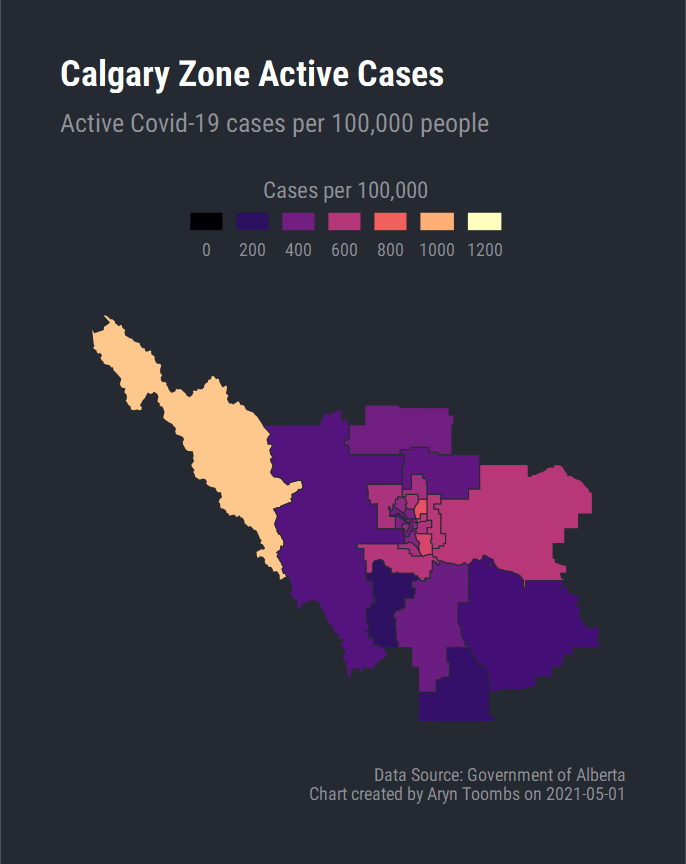 Calgary Zone Active Cases
Active Covid-19 cases per 100,000 people
Cases per 100,000
0 200 400 600 800 1000 1200
Data Source: Government of Alberta
Chart created by Aryn Toombs on 2021-05-01